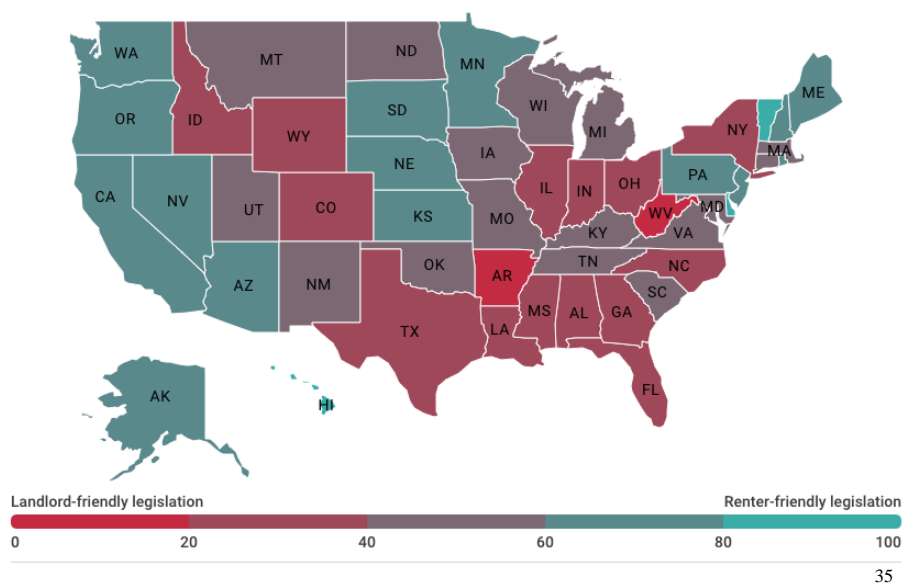 WA
MT
ND
MN
ME
OR
ID
SD
WI
WY
MI
NY
MA
IA
NE
PA
CA
NV
UT
CO
IL
IN
OH
KS
MO
WV
MD
KY
VA
OK
TN
AZ
NM
AR
NC
SC
TX
LA
MS
AL
GA
FL
AK
HI
Landlord-friendly legislation Renter-friendly legislation
0 20 40 60 80 100
35